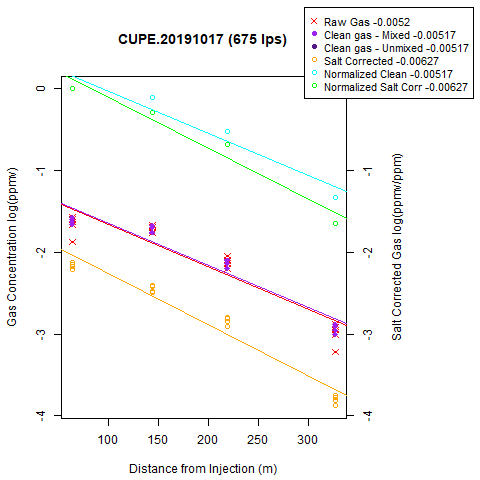 CUPE.20191017 (675 lps)
Raw Gas -0.0052
Clean gas - Mixed -0.00517
Clean gas - Unmixed -0.00517
Salt Corrected -0.00627
Normalized Clean -0.00517
Normalized Salt Corr -0.00627
Gas Concentration log(ppmv)
0
-1
-2
-3
-4
-1
-2
-3
-4
Salt Corrected Gas log(ppmv/ppm)
100 150 200 250 300
Distance from Injection (m)